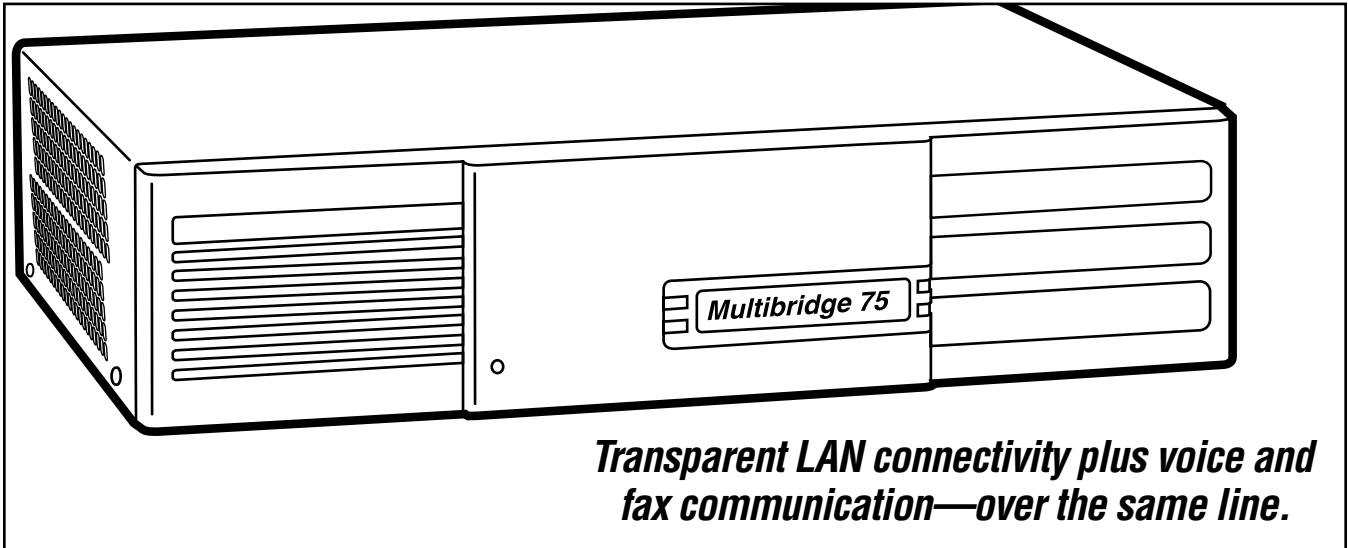 Multibridge 75
Transparent LAN connectivity plus voice and
fax communication—over the same line.